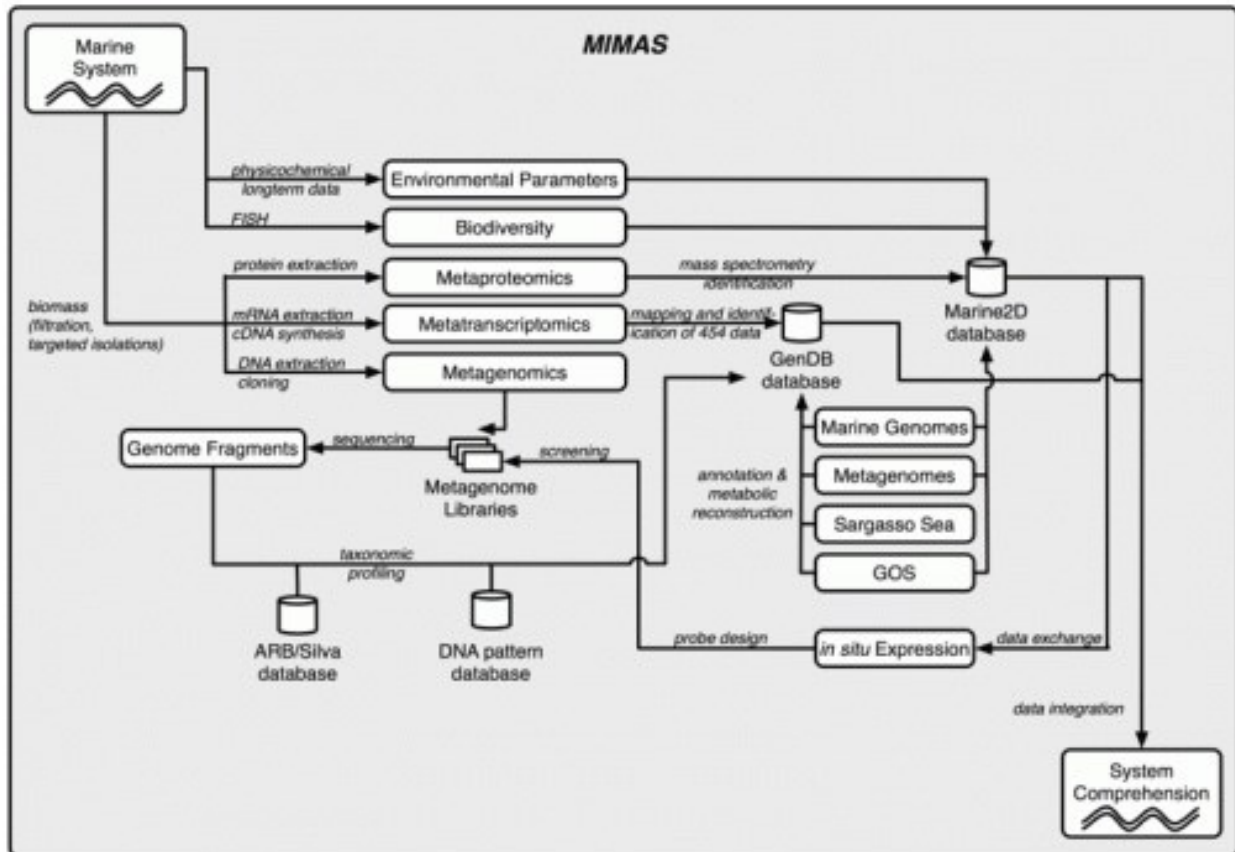 MIMAS
Marine
System
physicochemical
longterm data
Environmental Parameters
FISH
Biodiversity
protein extraction
Metaproteomics
mass spectrometry
identification
biomass
(filtration,
targeted isolations)
mRNA extraction
cDNA synthesis
Metatranscriptomics
mapping and identif-
ication of 454 data
Marine2D
database
DNA extraction
cloning
Metagenomics
GenDB
database
Genome Fragments
sequencing
Metagenome
Libraries
screening
annotation &
metabolic
reconstruction
Marine Genomes
Metagenomes
Sargasso Sea
GOS
taxonomic
profiling
ARB/Silva
database
DNA pattern
database
probe design
in situ Expression
data exchange
data integration
System
Comprehension